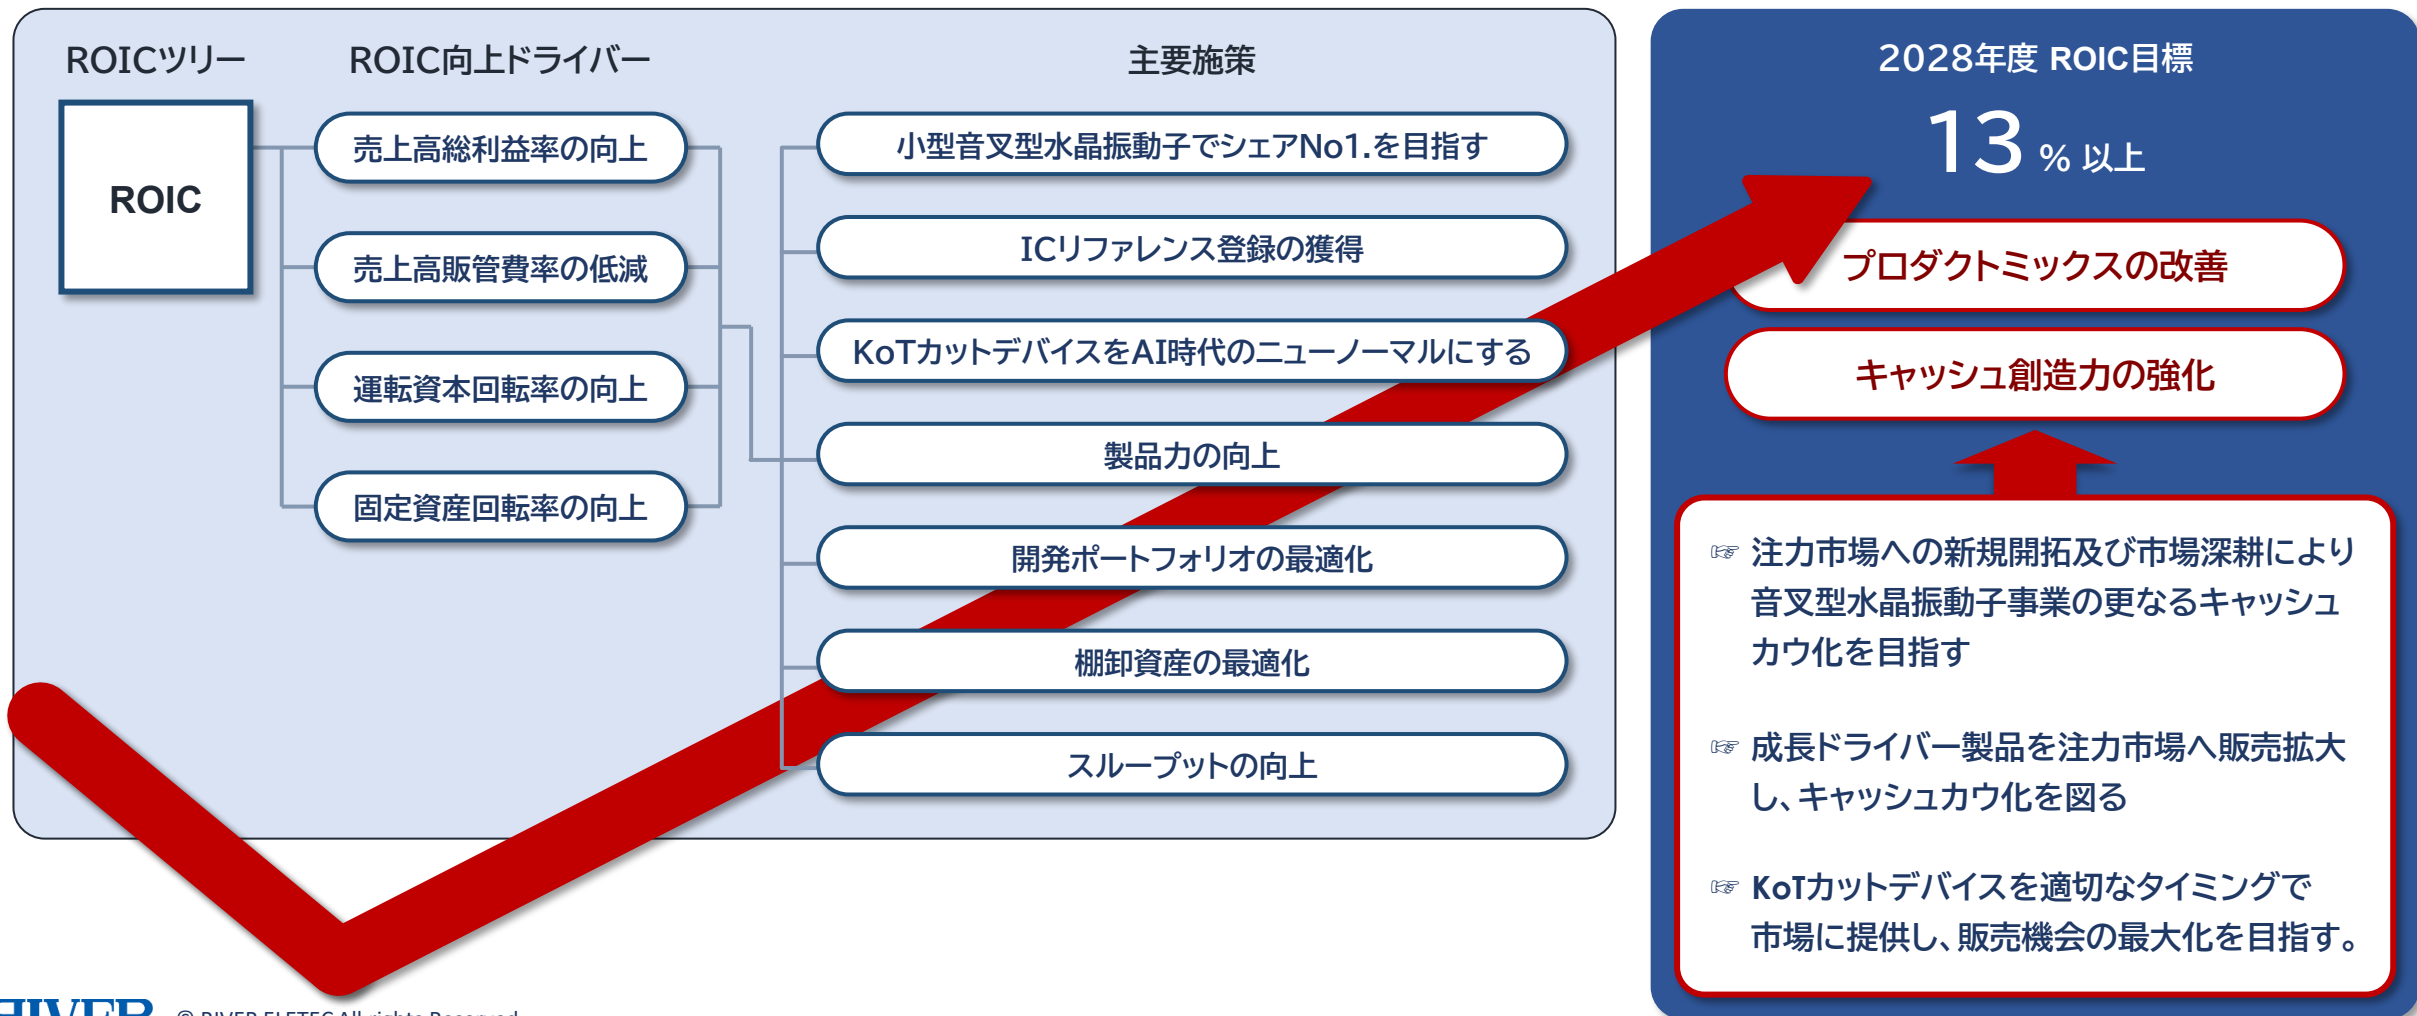 ROICツリー
ROIC向上ドライバー
主要施策
ROIC
売上高総利益率の向上
売上高販管費率の低減
運転資本回転率の向上
固定資産回転率の向上
小型音叉型水晶振動子でシェアNo1.を目指す
ICリファレンス登録の獲得
KoTカットデバイスをAI時代のニューノーマルにする
製品力の向上
開発ポートフォリオの最適化
棚卸資産の最適化
スループットの向上
2028年度 ROIC目標
13 % 以上
プロダクトミックスの改善
キャッシュ創造力の強化
☞ 注力市場への新規開拓及び市場深耕により
音叉型水晶振動子事業の更なるキャッシュ
カウ化を目指す
☞ 成長ドライバー製品を注力市場へ販売拡大
し、キャッシュカウ化を図る
☞ KoTカットデバイスを適切なタイミングで
市場に提供し、販売機会の最大化を目指す。
RIVER
© RIVER ELETEC All rights Reserved